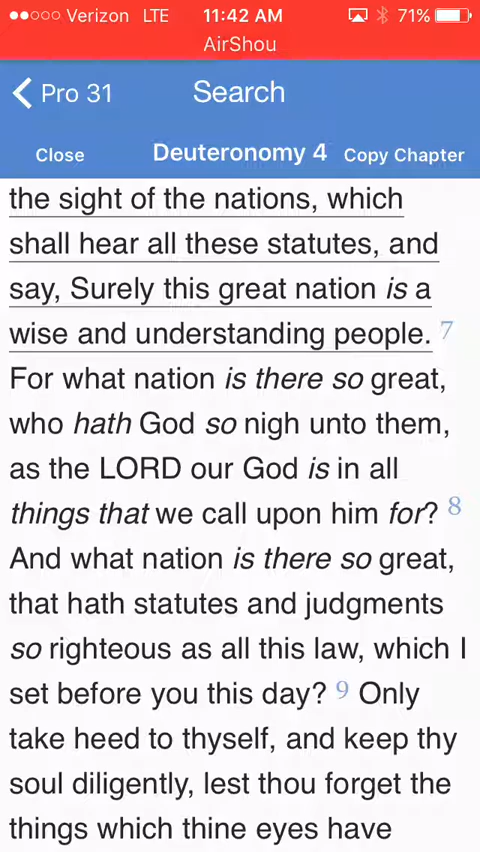 Verizon LTE 11:42 AM 71%
AirShou
Pro 31 Search
Close Deuteronomy 4 Copy Chapter
the sight of the nations, which
shall hear all these statutes, and
say, Surely this great nation is a
wise and understanding people. 7
For what nation is there so great,
who hath God so nigh unto them,
as the LORD our God is in all
things that we call upon him for? 8
And what nation is there so great,
that hath statutes and judgments
so righteous as all this law, which I
set before you this day? 9 Only
take heed to thyself, and keep thy
soul diligently, lest thou forget the
things which thine eyes have